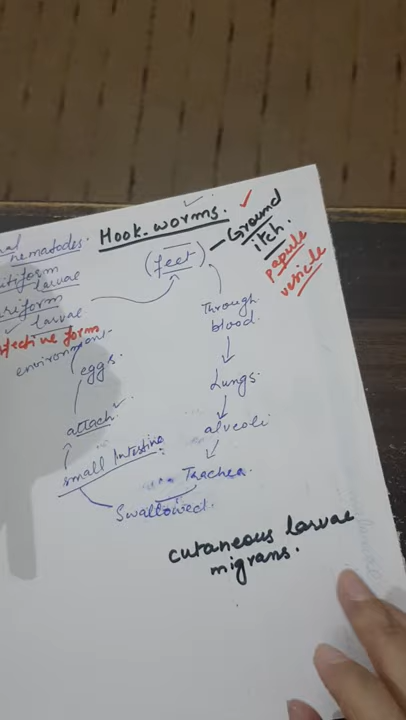 Hook-worms.
nematodes.
larvae
larvae
form
environment
(feet)
Ground
itch.
papule
vesicle
Through
blood.
eggs.
Lungs.
attach
alveoli
small Intestine
Trachea.
Swallowed.
cutaneous larvae
migrans.